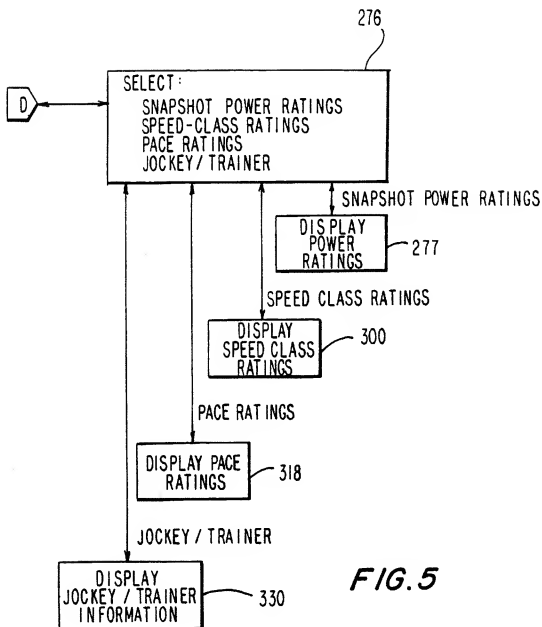 276
D
SELECT:
SNAPSHOT POWER RATINGS
SPEED-CLASS RATINGS
PACE RATINGS
JOCKEY / TRAINER
SNAPSHOT POWER RATINGS
DISPLAY
POWER
RATINGS
277
SPEED CLASS RATINGS
DISPLAY
SPEED CLASS
RATINGS
300
PACE RATINGS
DISPLAY PACE
RATINGS
318
JOCKEY / TRAINER
DISPLAY
JOCKEY / TRAINER
INFORMATION
330
FIG. 5